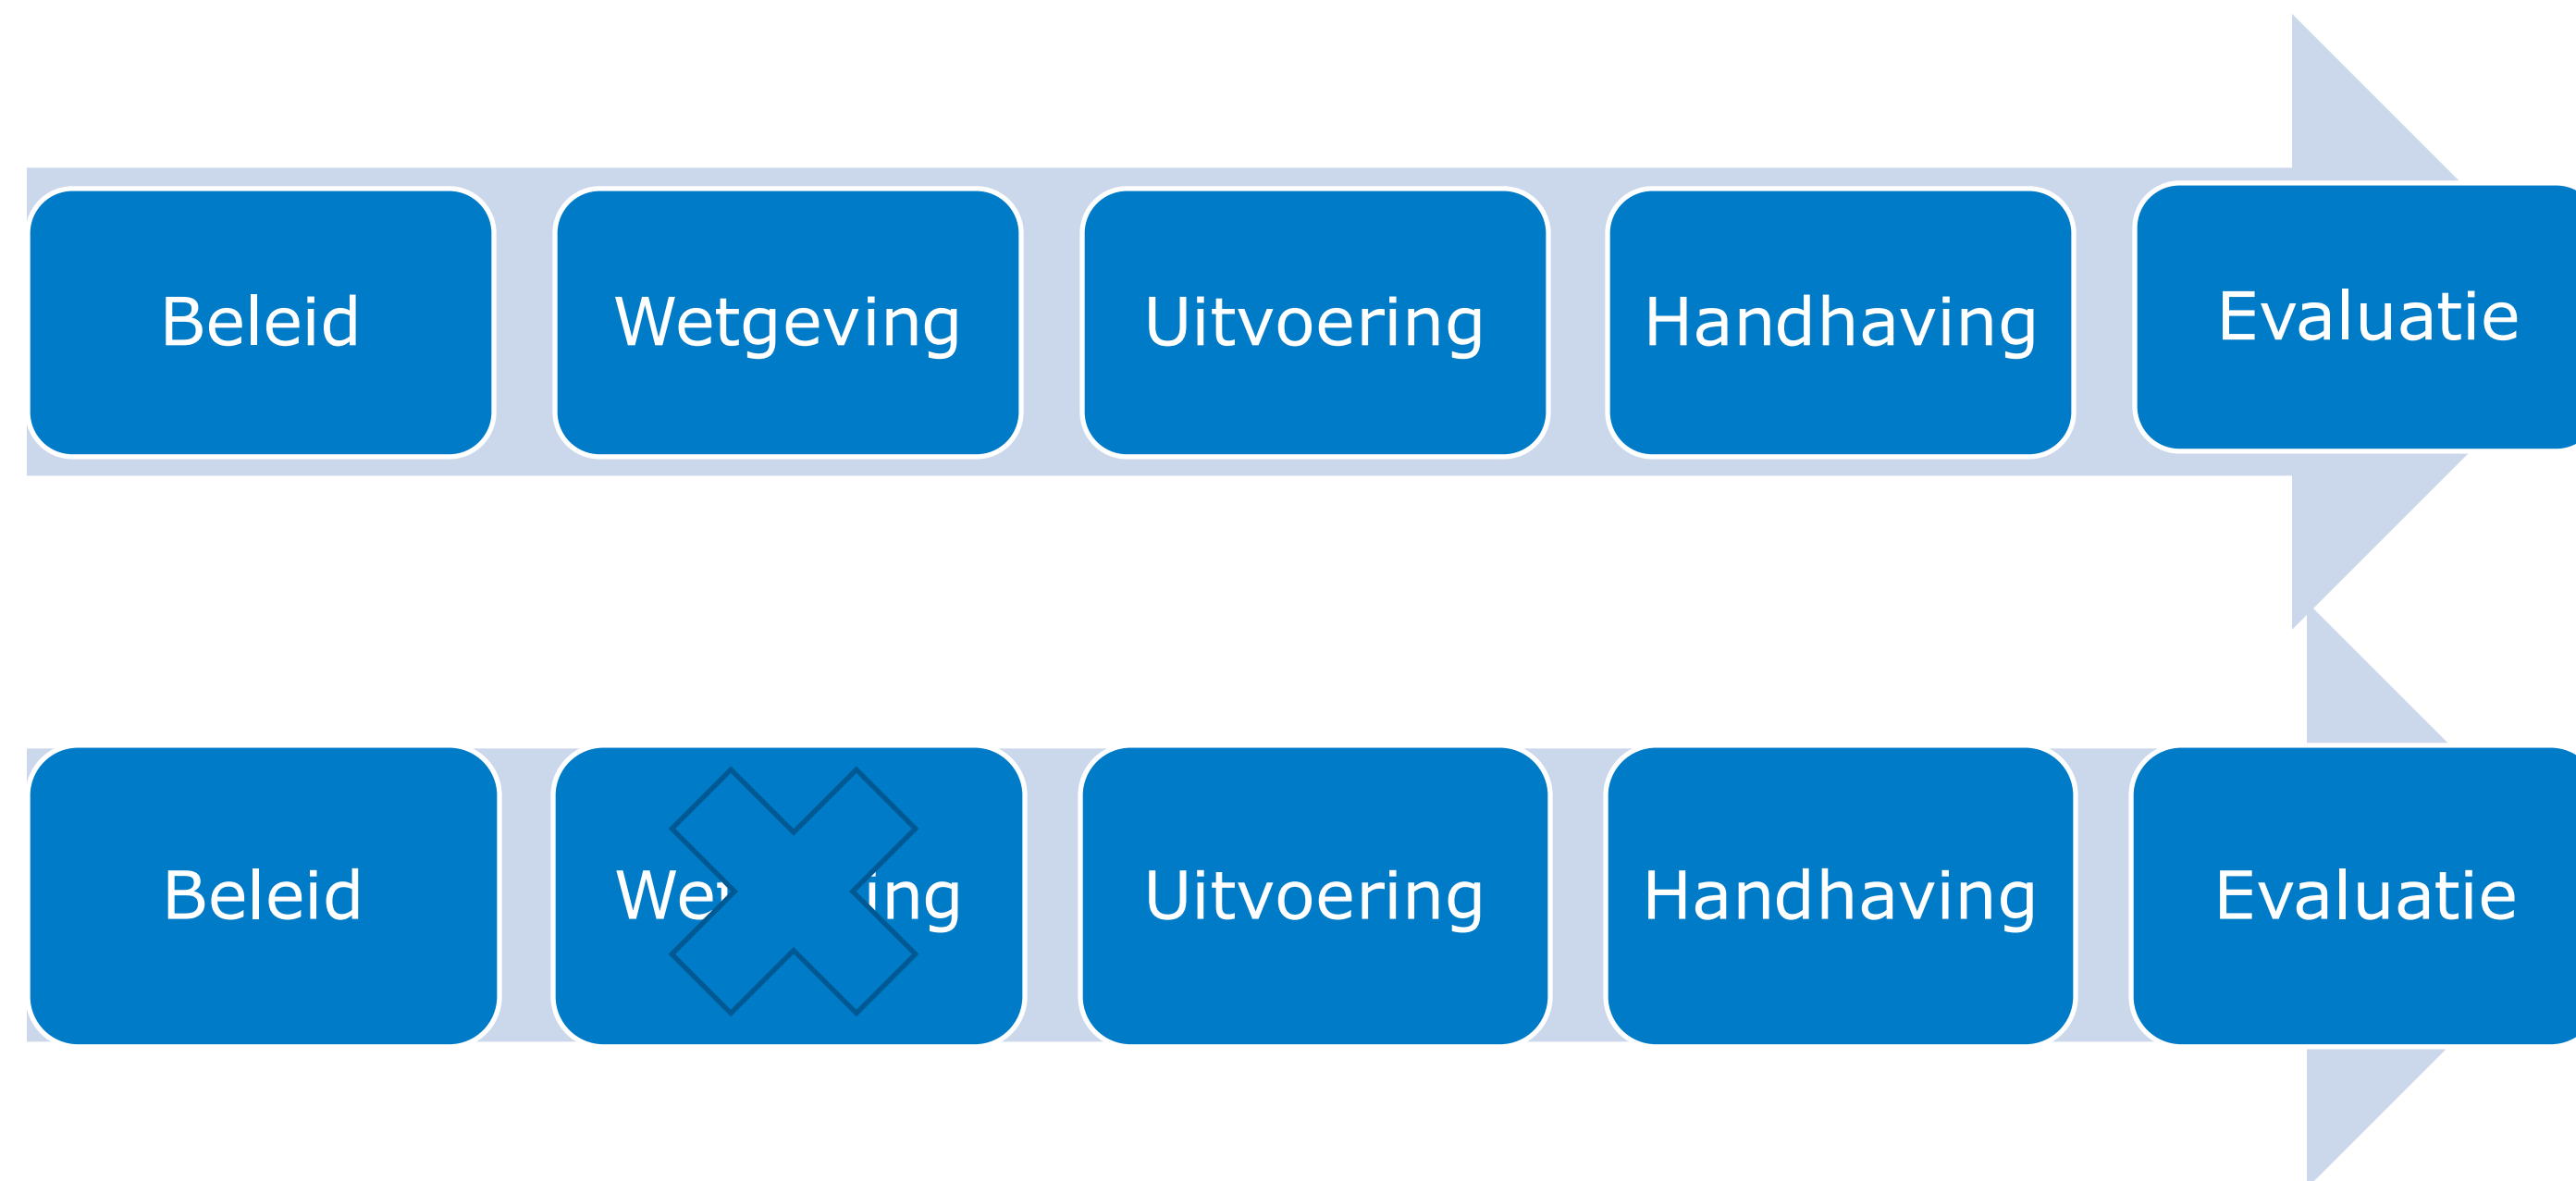 Beleid
Wetgeving
Uitvoering
Handhaving
Evaluatie
Beleid
Uitvoering
Handhaving
Evaluatie